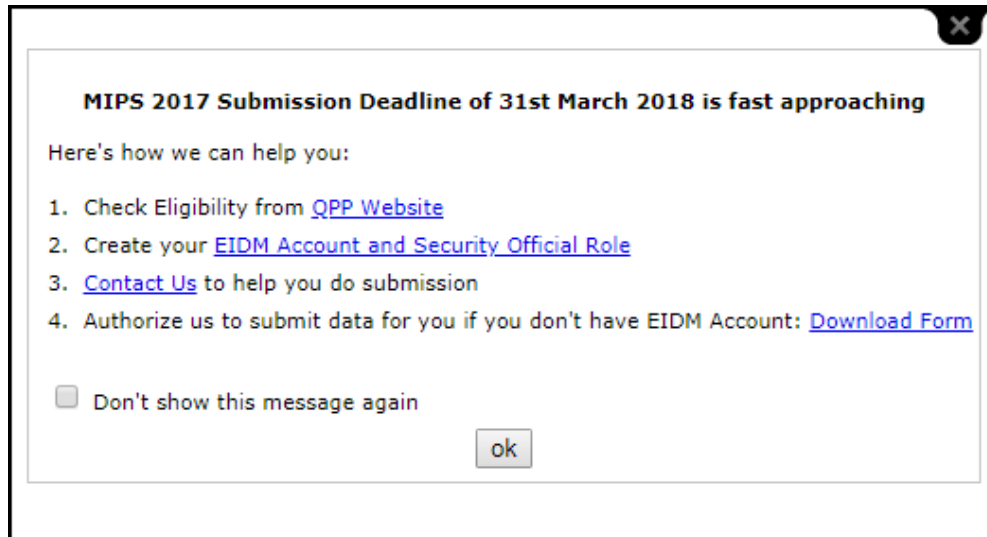 MIPS 2017 Submission Deadline of 31st March 2018 is fast approaching
Here's how we can help you:
1. Check Eligibility from QPP Website
2. Create your EIDM Account and Security Official Role
3. Contact Us to help you do submission
4. Authorize us to submit data for you if you don't have EIDM Account: Download Form
Don't show this message again
ok